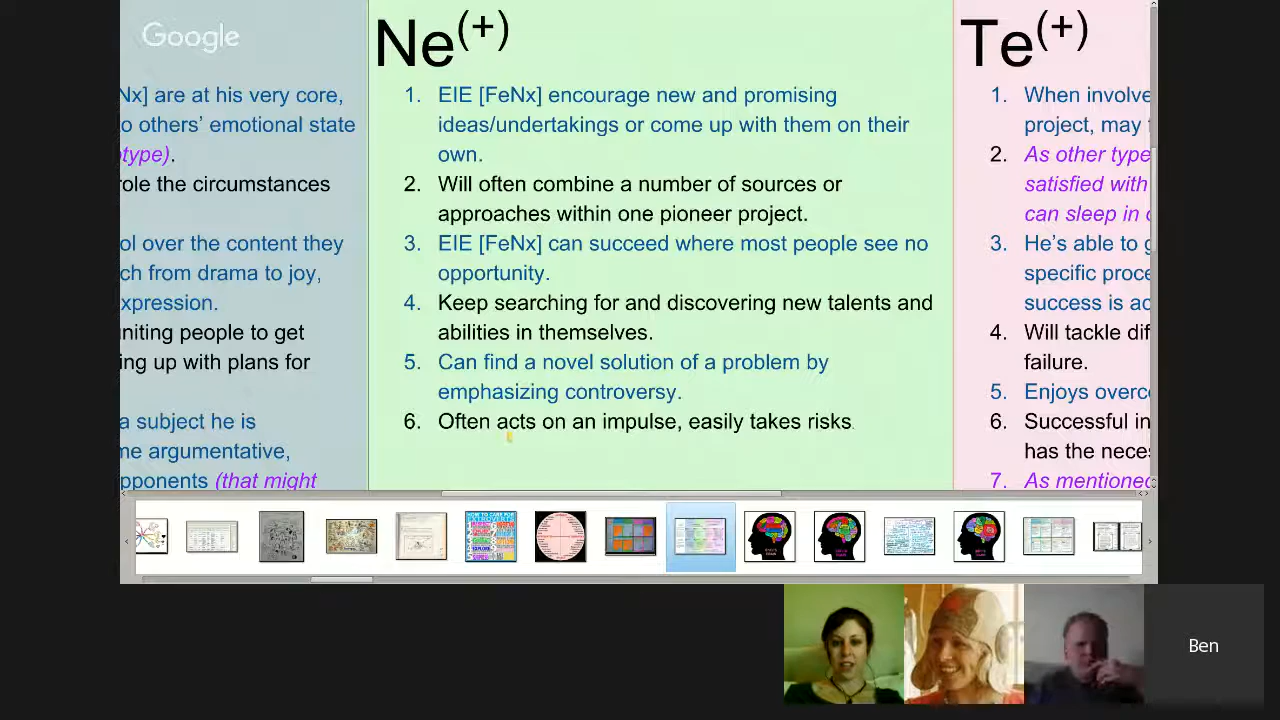 Google
Nx] are at his very core,
o others’ emotional state
type).
role the circumstances
ol over the content they
ch from drama to joy,
xpression.
niting people to get
ing up with plans for
a subject he is
me argumentative,
pponents (that might
Ne(+)
1. EIE [FeNx] encourage new and promising
ideas/undertakings or come up with them on their
own.
2. Will often combine a number of sources or
approaches within one pioneer project.
3. EIE [FeNx] can succeed where most people see no
opportunity.
4. Keep searching for and discovering new talents and
abilities in themselves.
5. Can find a novel solution of a problem by
emphasizing controversy.
6. Often acts on an impulse, easily takes risks
Te(+)
1. When involve
project, may
2. As other type
satisfied with
can sleep in
3. He’s able to g
specific proce
success is ac
4. Will tackle dif
failure.
5. Enjoys overc
6. Successful in
has the neces
7. As mentioned
Ben